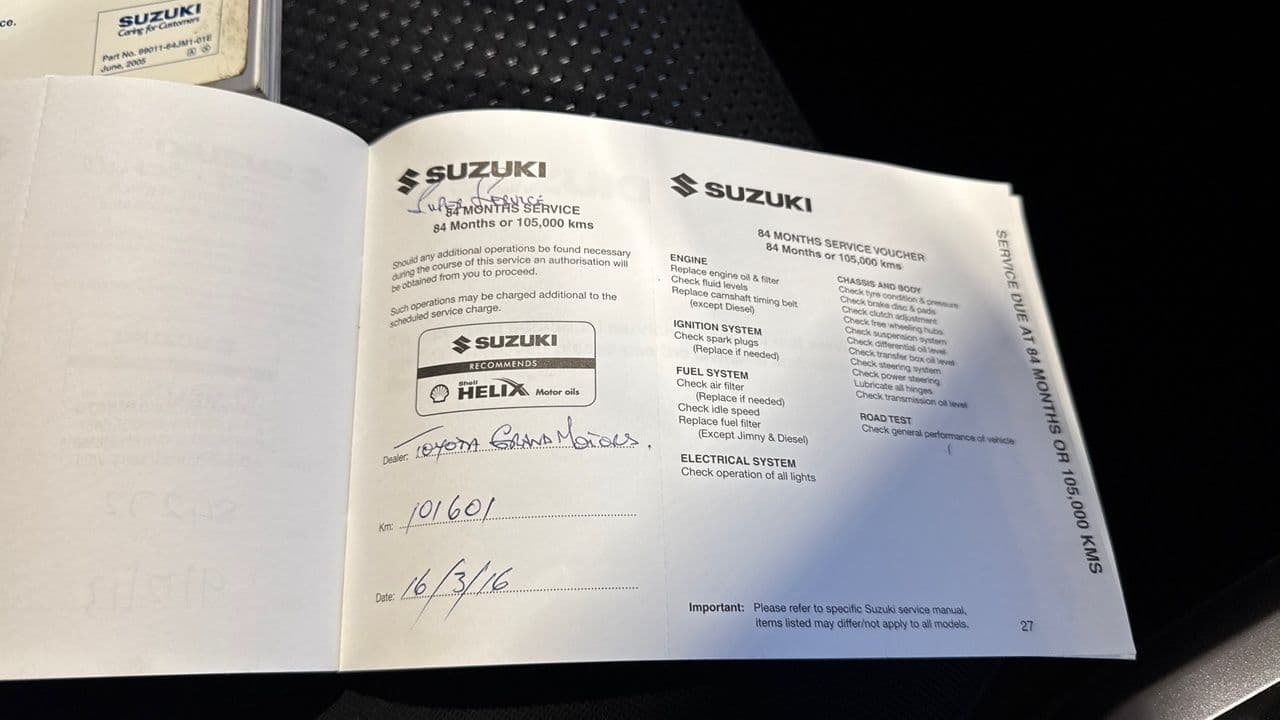 ce.
SUZUKI
Caring for Customers
Part No. 99011-64JM1-01E
June, 2005
SUZUKI
SUPER SERVICE
84 MONTHS SERVICE
84 Months or 105,000 kms
Should any additional operations be found necessary
during the course of this service an authorisation will
be obtained from you to proceed.
Such operations may be charged additional to the
scheduled service charge.
SUZUKI
RECOMMENDS
Shell
HELIX Motor oils
Dealer: TOYOTA GRAND MOTORS.
Km: 101601
Date: 16/3/16
SUZUKI
84 MONTHS SERVICE VOUCHER
84 Months or 105,000 kms
ENGINE
Replace engine oil & filter
Check fluid levels
Replace camshaft timing belt
(except Diesel)
IGNITION SYSTEM
Check spark plugs
(Replace if needed)
FUEL SYSTEM
Check air filter
(Replace if needed)
Check idle speed
Replace fuel filter
(Except Jimny & Diesel)
ELECTRICAL SYSTEM
Check operation of all lights
CHASSIS AND BODY
Check tyre condition & pressure
Check brake disc & pads
Check clutch adjustment
Check free wheeling hubs
Check suspension system
Check differential oil level
Check transfer box oil level
Check steering system
Check power steering
Lubricate all hinges
Check transmission oil level
ROAD TEST
Check general performance of vehicle
Important: Please refer to specific Suzuki service manual,
items listed may differ/not apply to all models.
27
SERVICE DUE AT 84 MONTHS OR 105,000 KMS